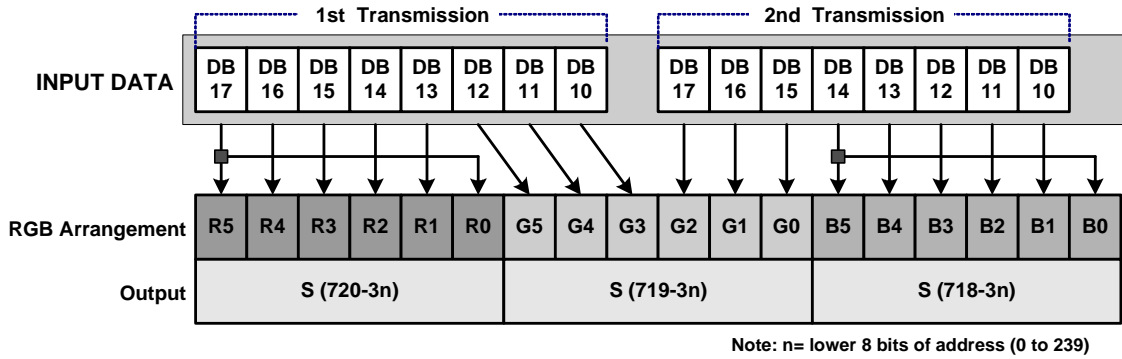 1st Transmission 2nd Transmission
INPUT DATA DB 17 DB 16 DB 15 DB 14 DB 13 DB 12 DB 11 DB 10 DB 17 DB 16 DB 15 DB 14 DB 13 DB 12 DB 11 DB 10
RGB Arrangement R5 R4 R3 R2 R1 R0 G5 G4 G3 G2 G1 G0 B5 B4 B3 B2 B1 B0
Output S (720-3n) S (719-3n) S (718-3n)
Note: n= lower 8 bits of address (0 to 239)